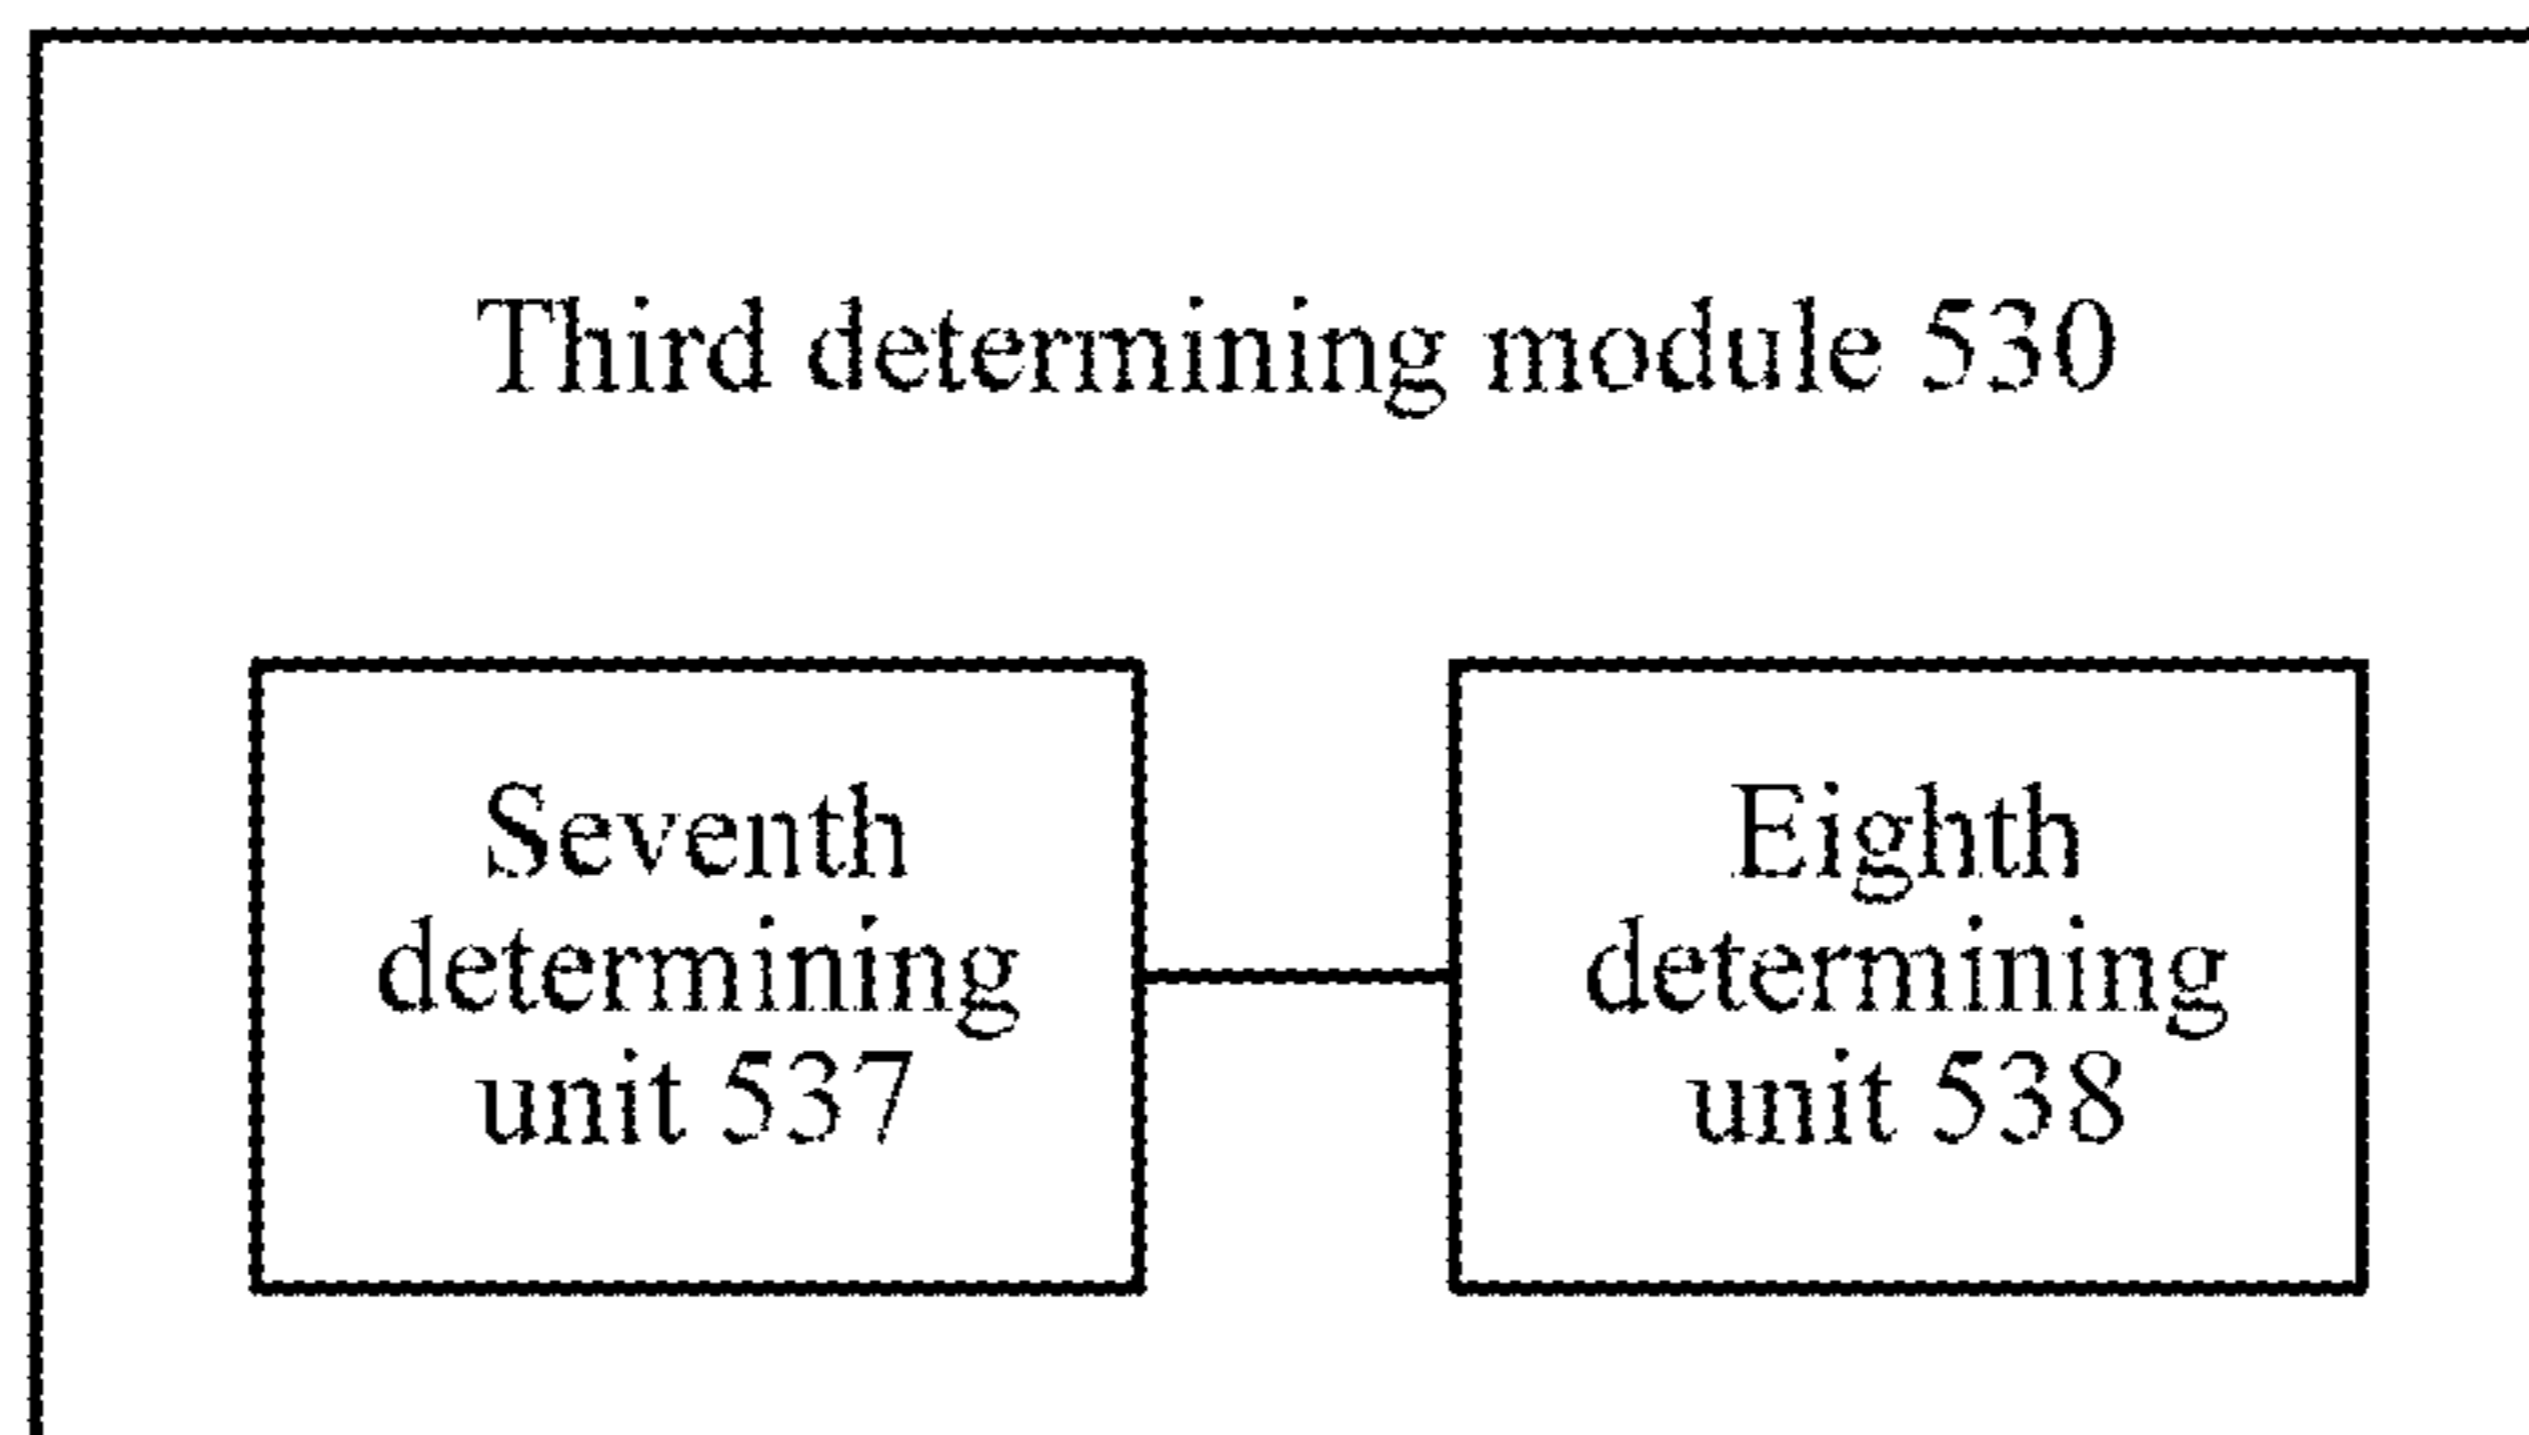 Third determining module 530
Seventh
determining
unit 537
Eighth
determining
unit 538